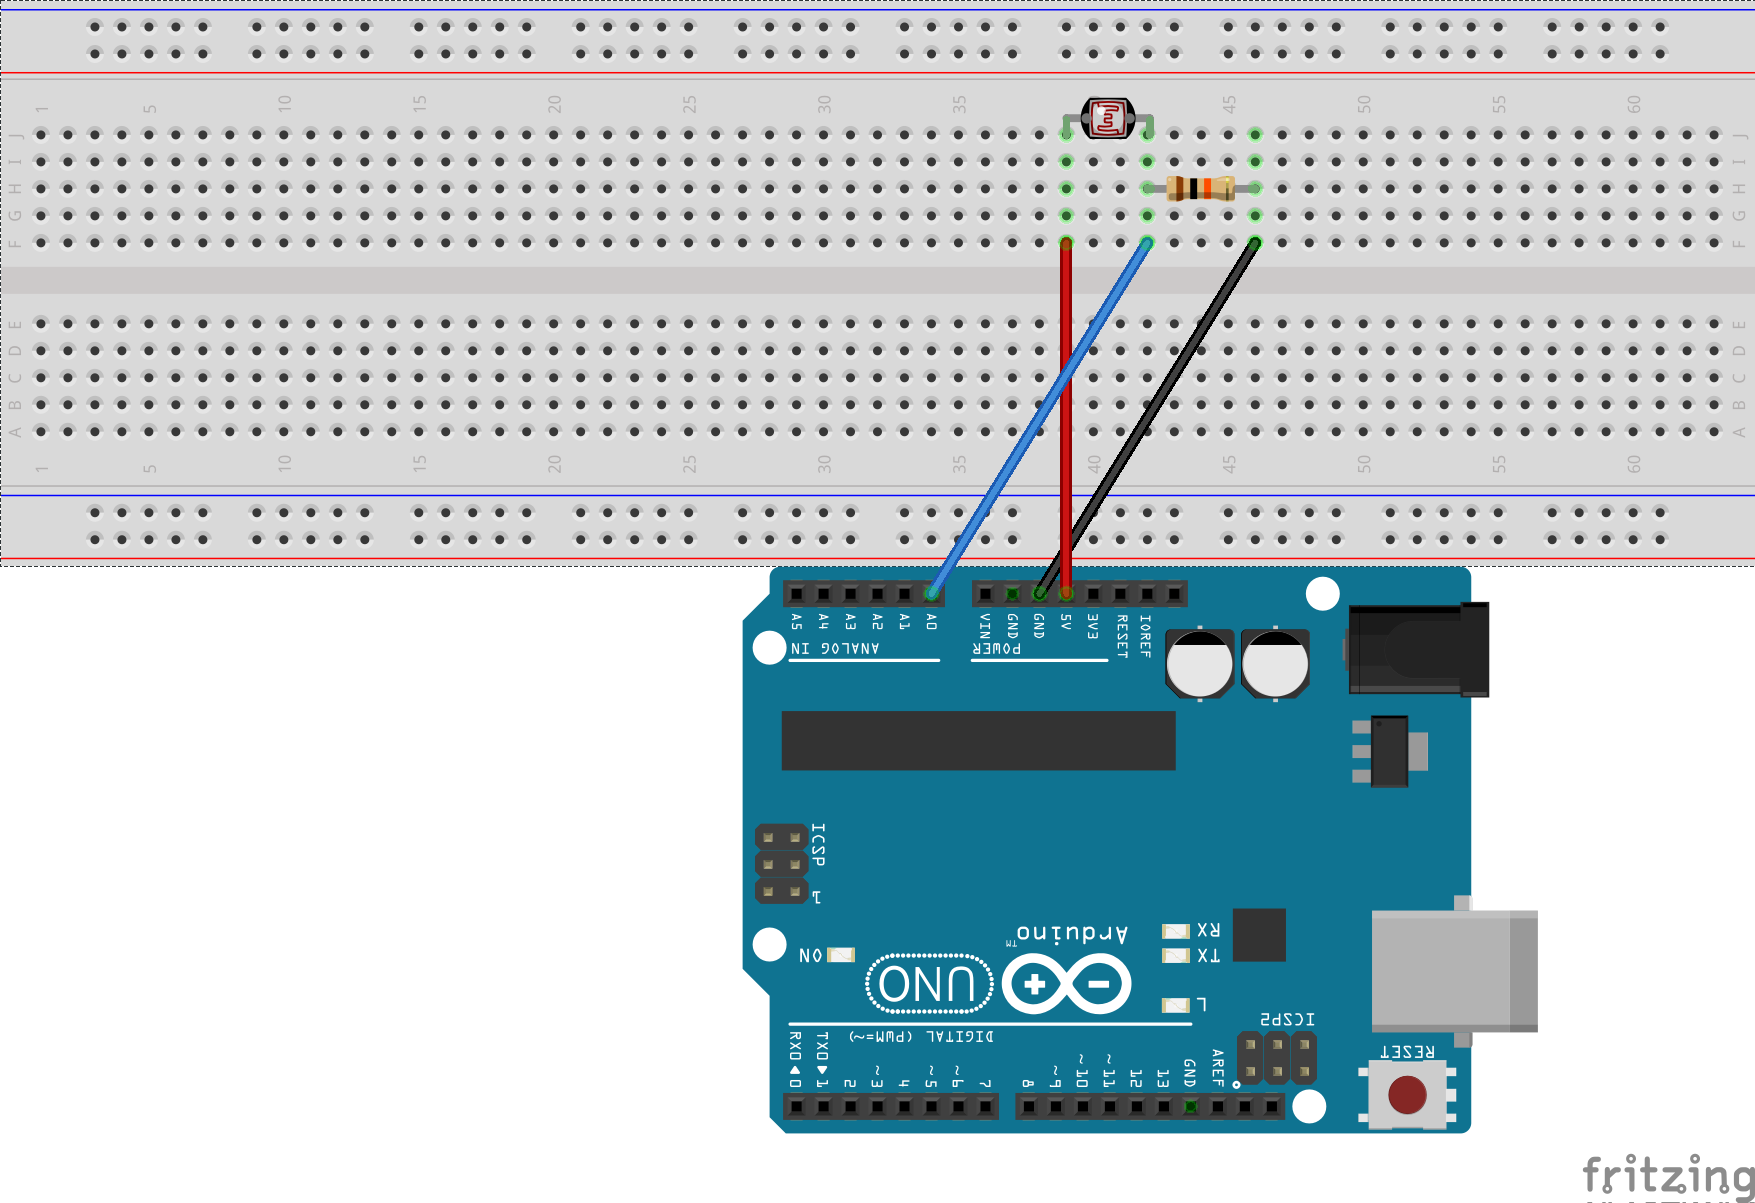 1 5 10 15 20 25 30 35 45 50 55 60
J J
I I
H H
G G
F F
E E
D D
C C
B B
A A
1 5 10 15 20 25 30 35 40 45 50 55 60
A5 A4 A3 A2 A1 A0 VIN GND GND 5V 3V3 RESET IOREF
ANALOG IN POWER
ICSP
1
Arduino™ RX
ON TX
UNO
L
ICSP2
DIGITAL (PWM=~)
RESET
RX0 ◀ 0 TX0 ▶ 1 2 ~3 4 ~5 ~6 7 8 ~9 ~10 ~11 12 13 GND AREF
fritzing